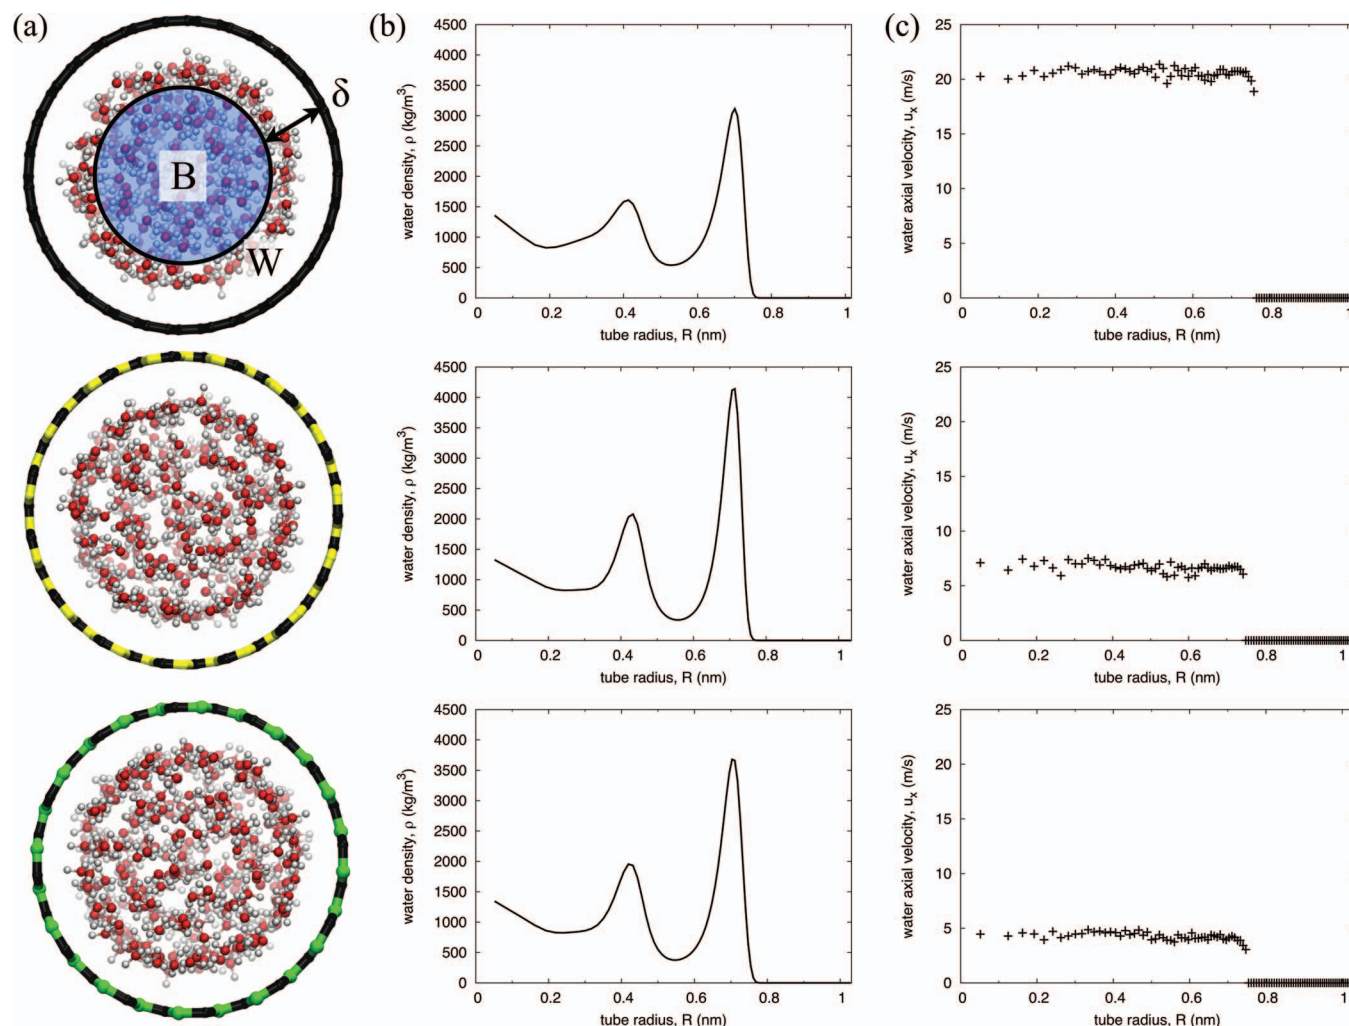 (a)
δ
B
W
(b)
4500
4000
3500
3000
2500
2000
1500
1000
500
0
water density, ρ (kg/m³)
0 0.2 0.4 0.6 0.8 1
tube radius, R (nm)
(c)
25
20
15
10
5
0
water axial velocity, uₓ (m/s)
0 0.2 0.4 0.6 0.8 1
tube radius, R (nm)
4500
4000
3500
3000
2500
2000
1500
1000
500
0
water density, ρ (kg/m³)
0 0.2 0.4 0.6 0.8 1
tube radius, R (nm)
25
20
15
10
5
0
water axial velocity, uₓ (m/s)
0 0.2 0.4 0.6 0.8 1
tube radius, R (nm)
4500
4000
3500
3000
2500
2000
1500
1000
500
0
water density, ρ (kg/m³)
0 0.2 0.4 0.6 0.8 1
tube radius, R (nm)
25
20
15
10
5
0
water axial velocity, uₓ (m/s)
0 0.2 0.4 0.6 0.8 1
tube radius, R (nm)